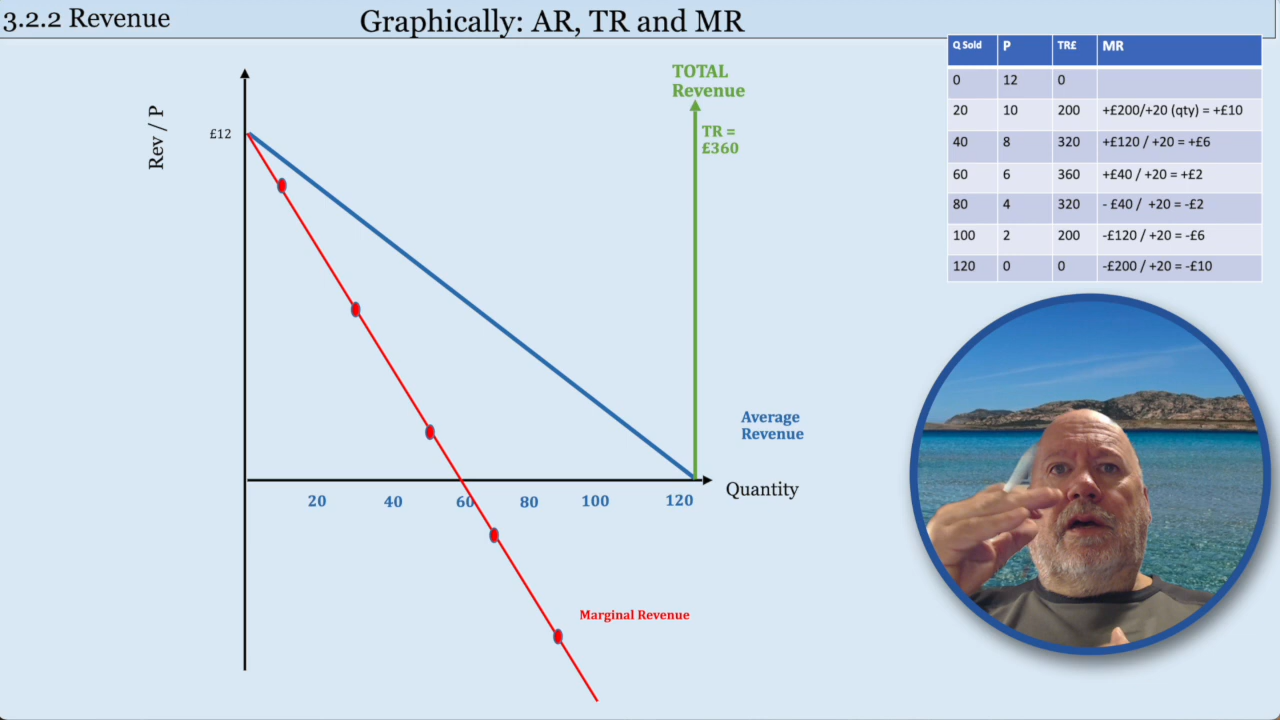 3.2.2 Revenue
Graphically: AR, TR and MR
Q Sold P TR£ MR
0 12 0
20 10 200 +£200/+20 (qty) = +£10
40 8 320 +£120 / +20 = +£6
60 6 360 +£40 / +20 = +£2
80 4 320 - £40 / +20 = -£2
100 2 200 -£120 / +20 = -£6
120 0 0 -£200 / +20 = -£10
TOTAL
Revenue
TR =
£360
Rev / P
£12
Average
Revenue
20 40 60 80 100 120
Quantity
Marginal Revenue